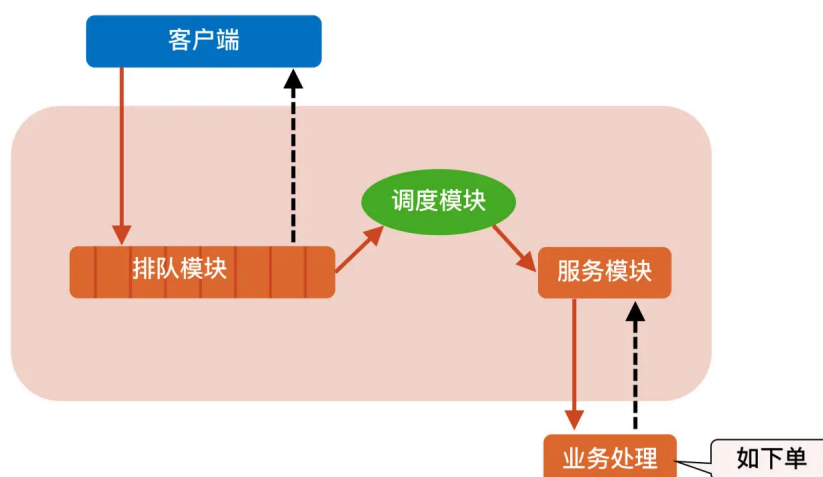 客户端
调度模块
排队模块
服务模块
业务处理
如下单